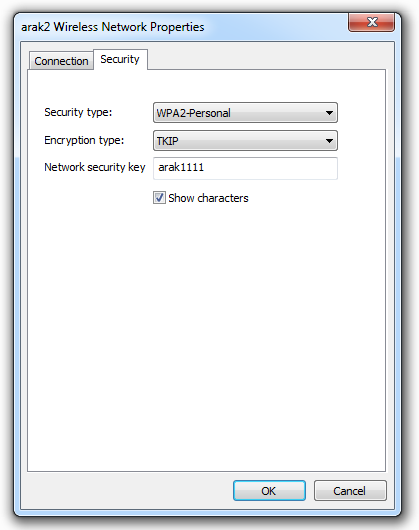 arak2 Wireless Network Properties
Connection Security
Security type: WPA2-Personal
Encryption type: TKIP
Network security key arak1111
Show characters
OK Cancel